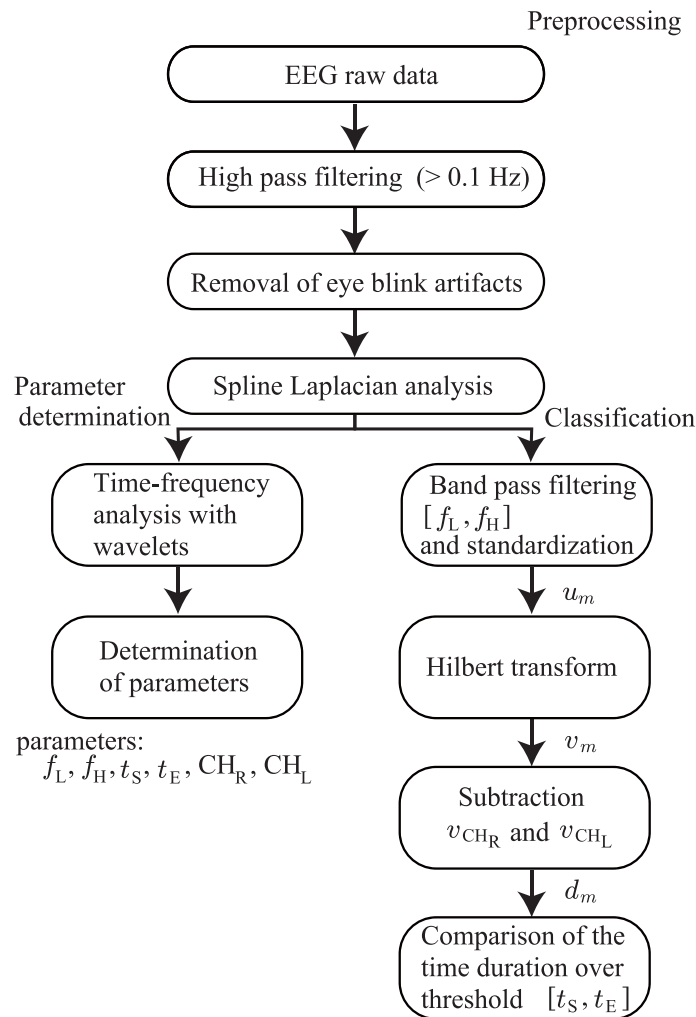 Preprocessing
EEG raw data
High pass filtering (> 0.1 Hz)
Removal of eye blink artifacts
Spline Laplacian analysis
Parameter
determination
Time-frequency
analysis with
wavelets
Determination
of parameters
parameters:
f_L, f_H, t_S, t_E, CH_R, CH_L
Classification
Band pass filtering
[f_L, f_H]
and standardization
u_m
Hilbert transform
v_m
Subtraction
v_CH_R and v_CH_L
d_m
Comparison of the
time duration over
threshold [t_S, t_E]